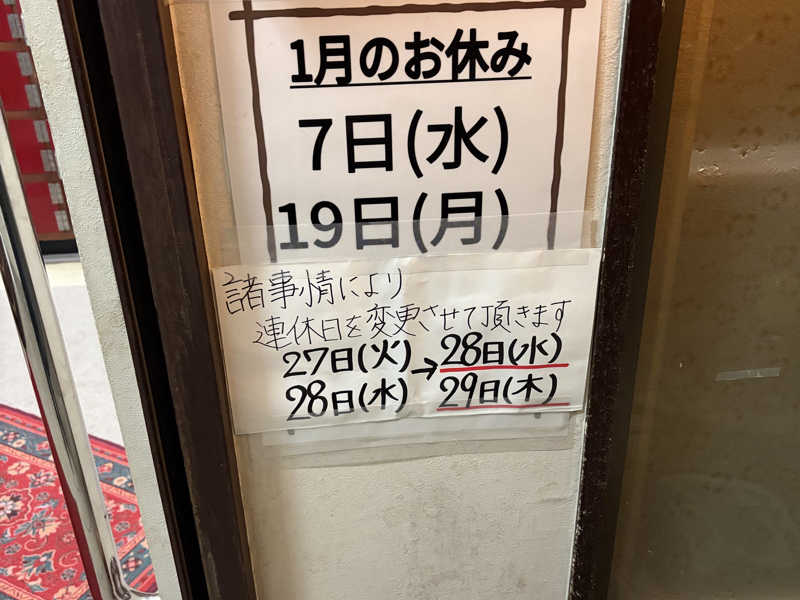 1月のお休み
7日(水)
19日(月)
諸事情により
連休日を変更させて頂きます
27日(火)→28日(水)
28日(水) 29日(木)